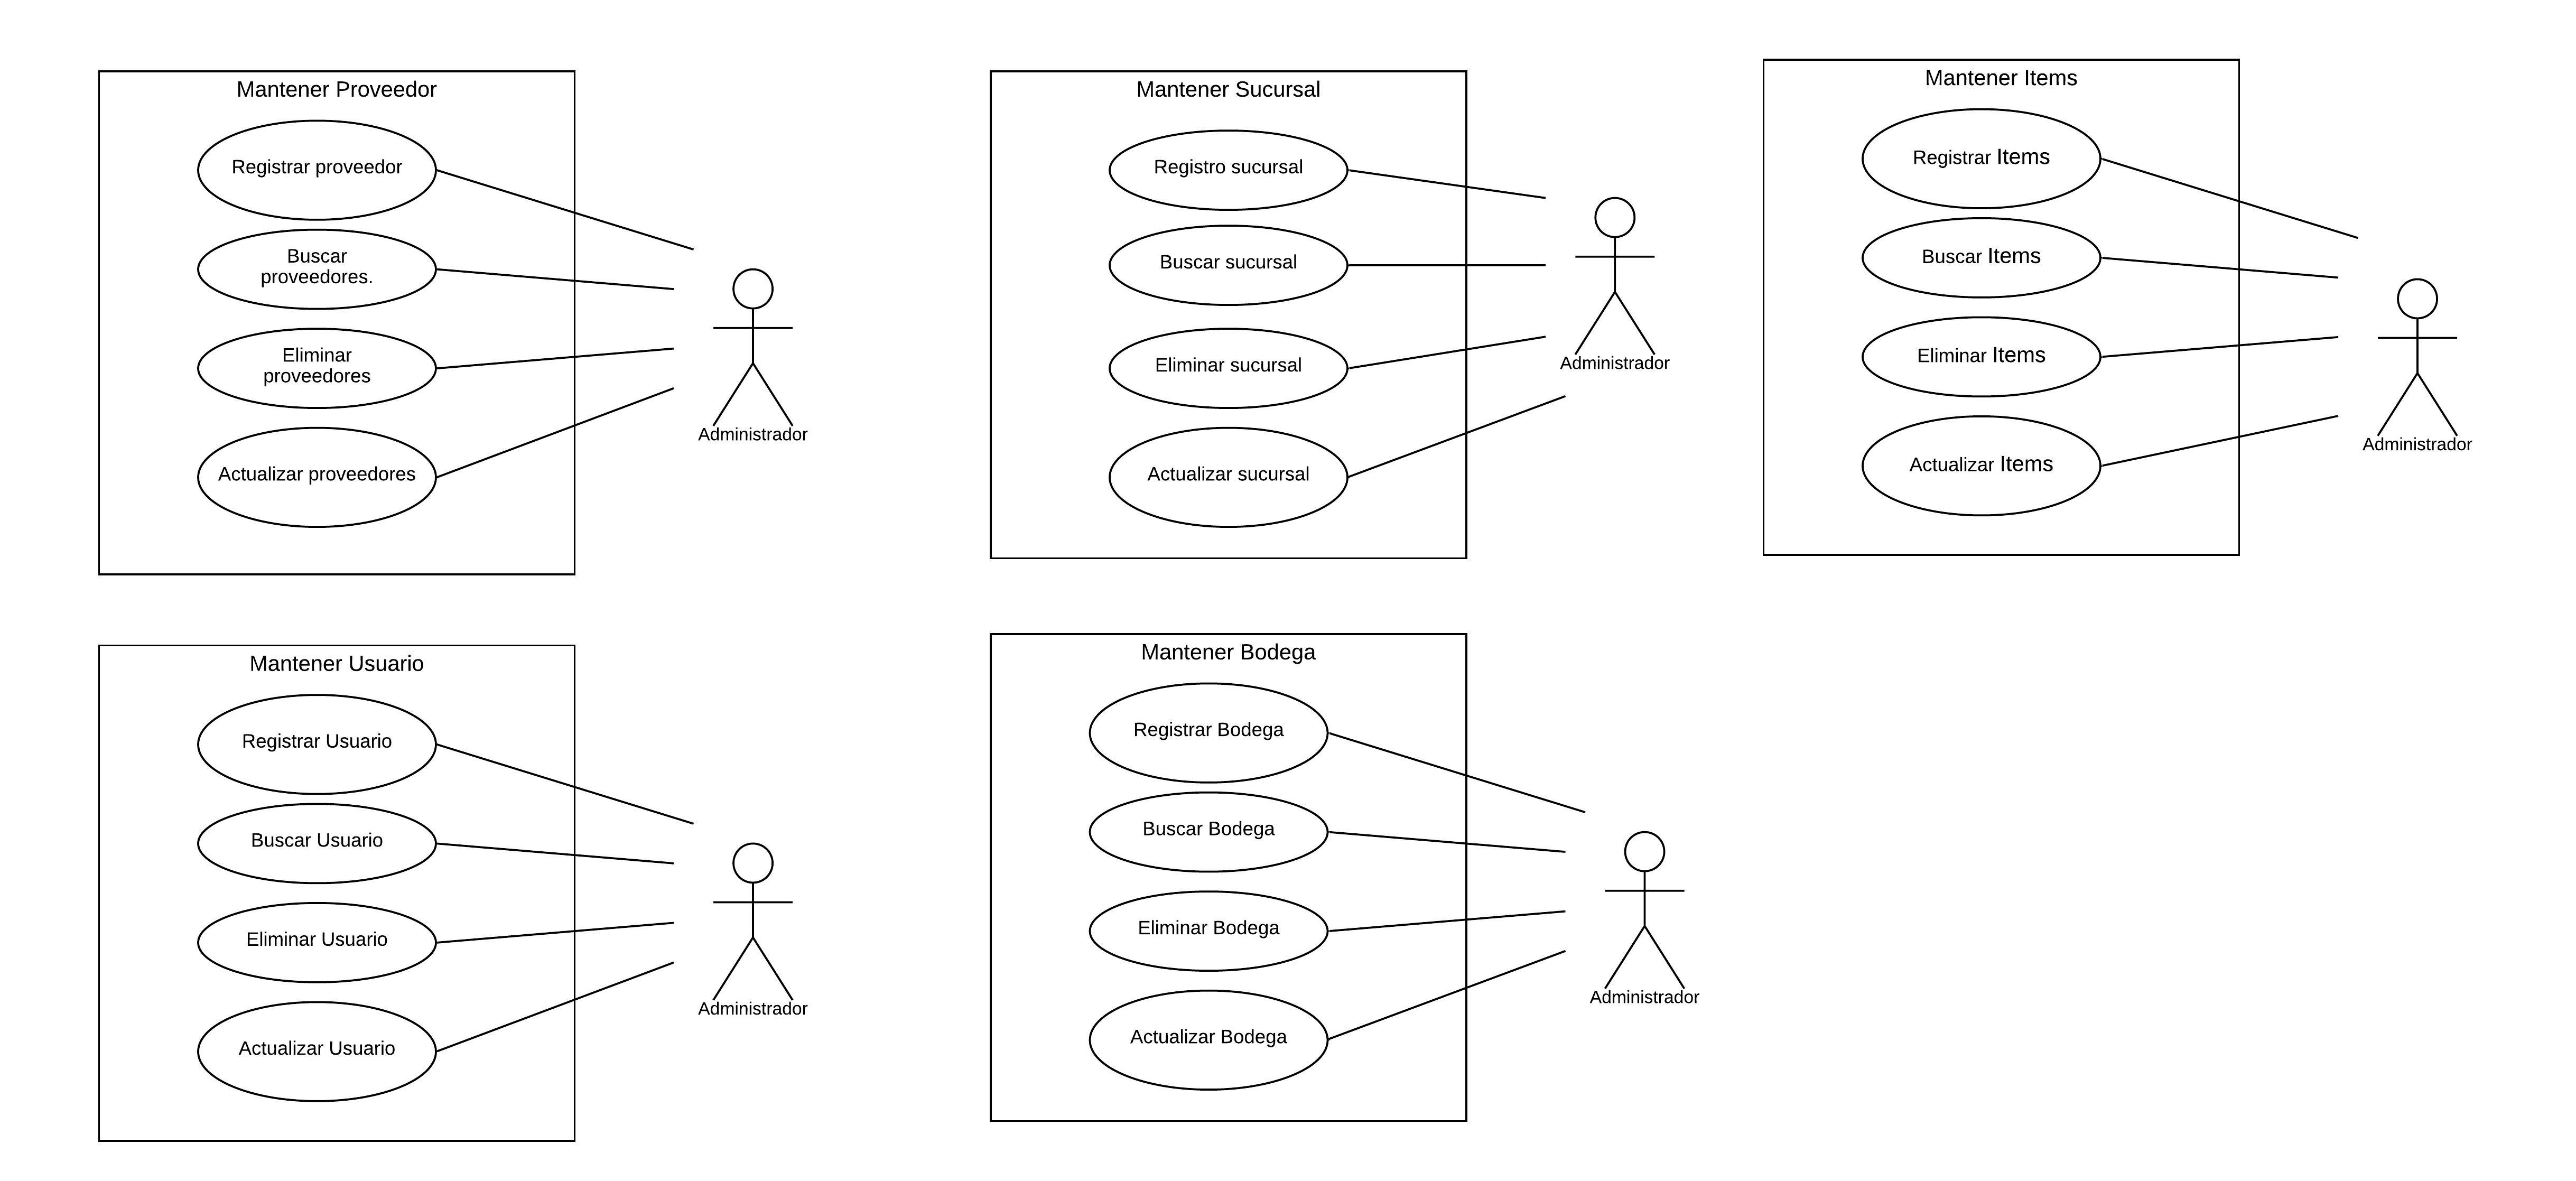 Mantener Proveedor
Registrar proveedor
Buscar
proveedores.
Eliminar
proveedores
Actualizar proveedores
Administrador
Mantener Sucursal
Registro sucursal
Buscar sucursal
Eliminar sucursal
Actualizar sucursal
Administrador
Mantener Items
Registrar Items
Buscar Items
Eliminar Items
Actualizar Items
Administrador
Mantener Usuario
Registrar Usuario
Buscar Usuario
Eliminar Usuario
Actualizar Usuario
Administrador
Mantener Bodega
Registrar Bodega
Buscar Bodega
Eliminar Bodega
Actualizar Bodega
Administrador